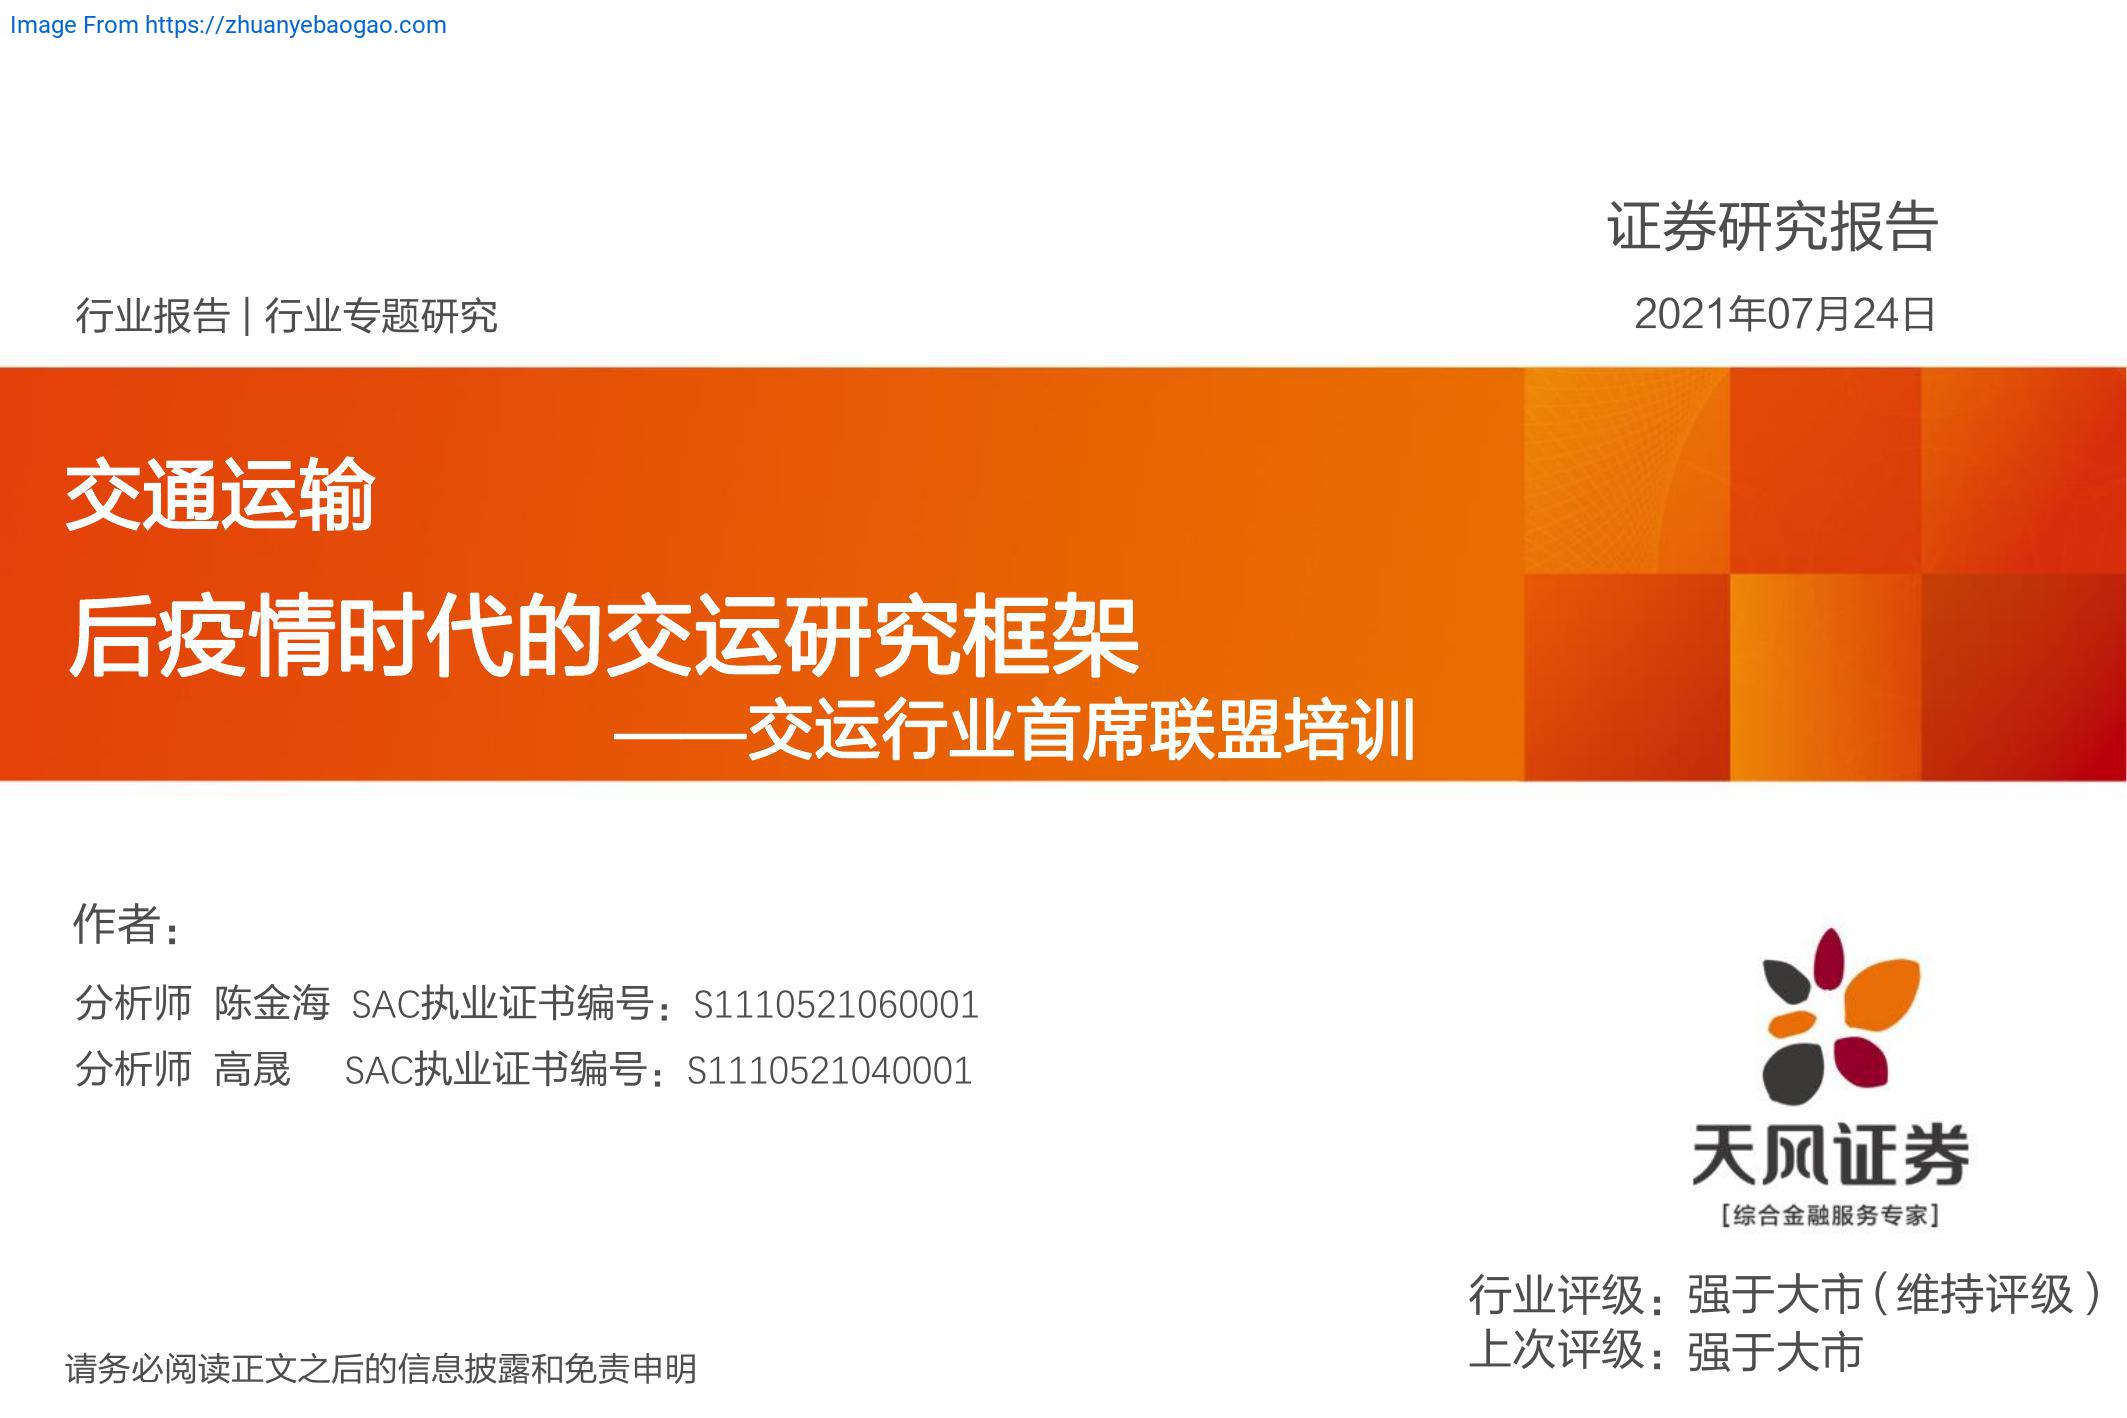 Image From https://zhuanyebaogao.com
证券研究报告
行业报告 | 行业专题研究
2021年07月24日
交通运输
后疫情时代的交运研究框架
——交运行业首席联盟培训
作者：
分析师 陈金海 SAC执业证书编号：S1110521060001
分析师 高晟 SAC执业证书编号：S1110521040001
天风证券
[综合金融服务专家]
行业评级：强于大市（维持评级）
上次评级：强于大市
请务必阅读正文之后的信息披露和免责申明